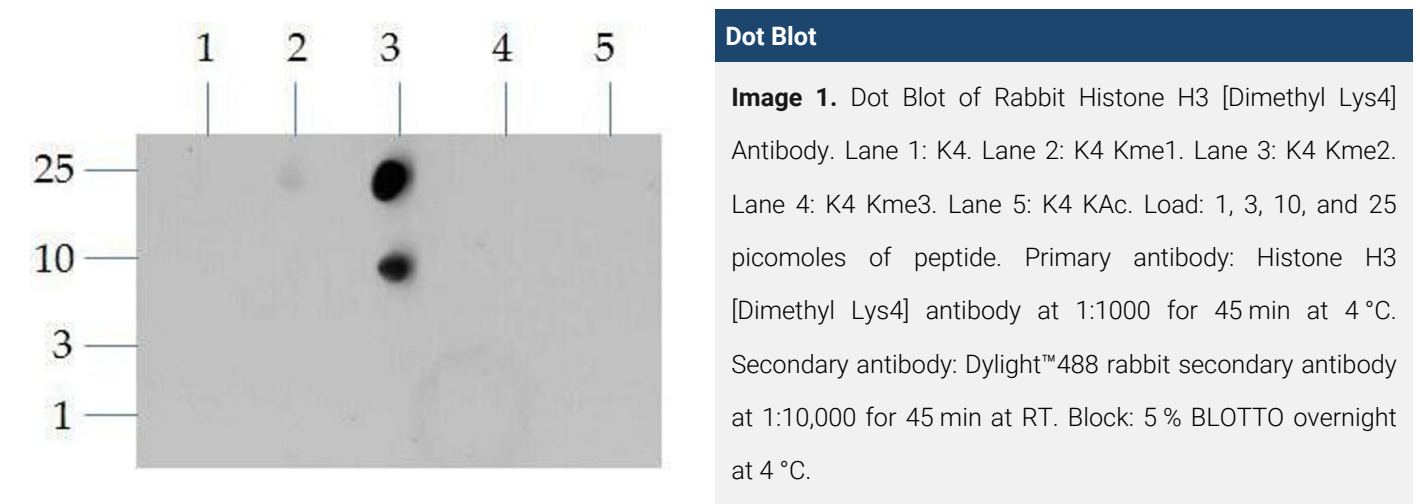 1 2 3 4 5
25
10
3
1
Dot Blot
Image 1. Dot Blot of Rabbit Histone H3 [Dimethyl Lys4]
Antibody. Lane 1: K4. Lane 2: K4 Kme1. Lane 3: K4 Kme2.
Lane 4: K4 Kme3. Lane 5: K4 KAc. Load: 1, 3, 10, and 25
picomoles of peptide. Primary antibody: Histone H3
[Dimethyl Lys4] antibody at 1:1000 for 45 min at 4 °C.
Secondary antibody: Dylight™488 rabbit secondary antibody
at 1:10,000 for 45 min at RT. Block: 5 % BLOTTO overnight
at 4 °C.